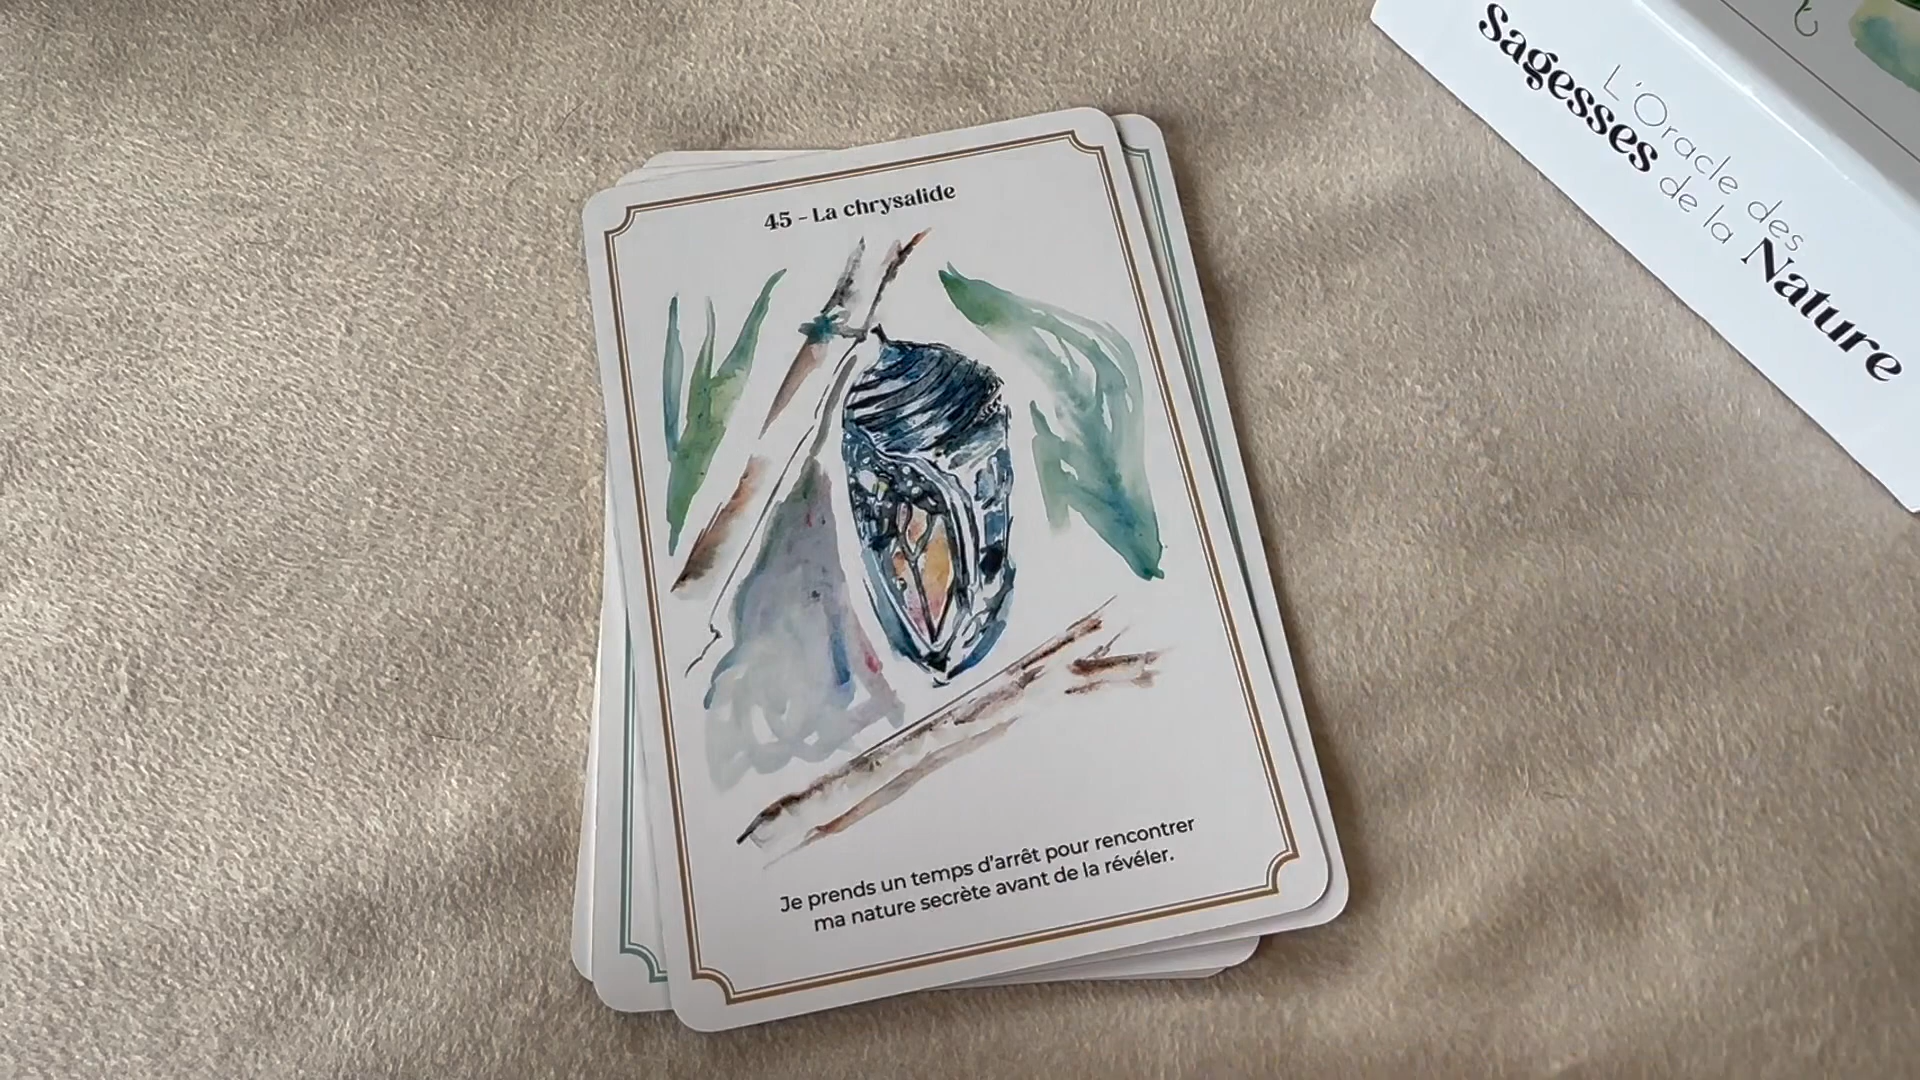 45 - La chrysalide
Je prends un temps d'arrêt pour rencontrer
ma nature secrète avant de la révéler.
L'Oracle des
Sagesses de la Nature